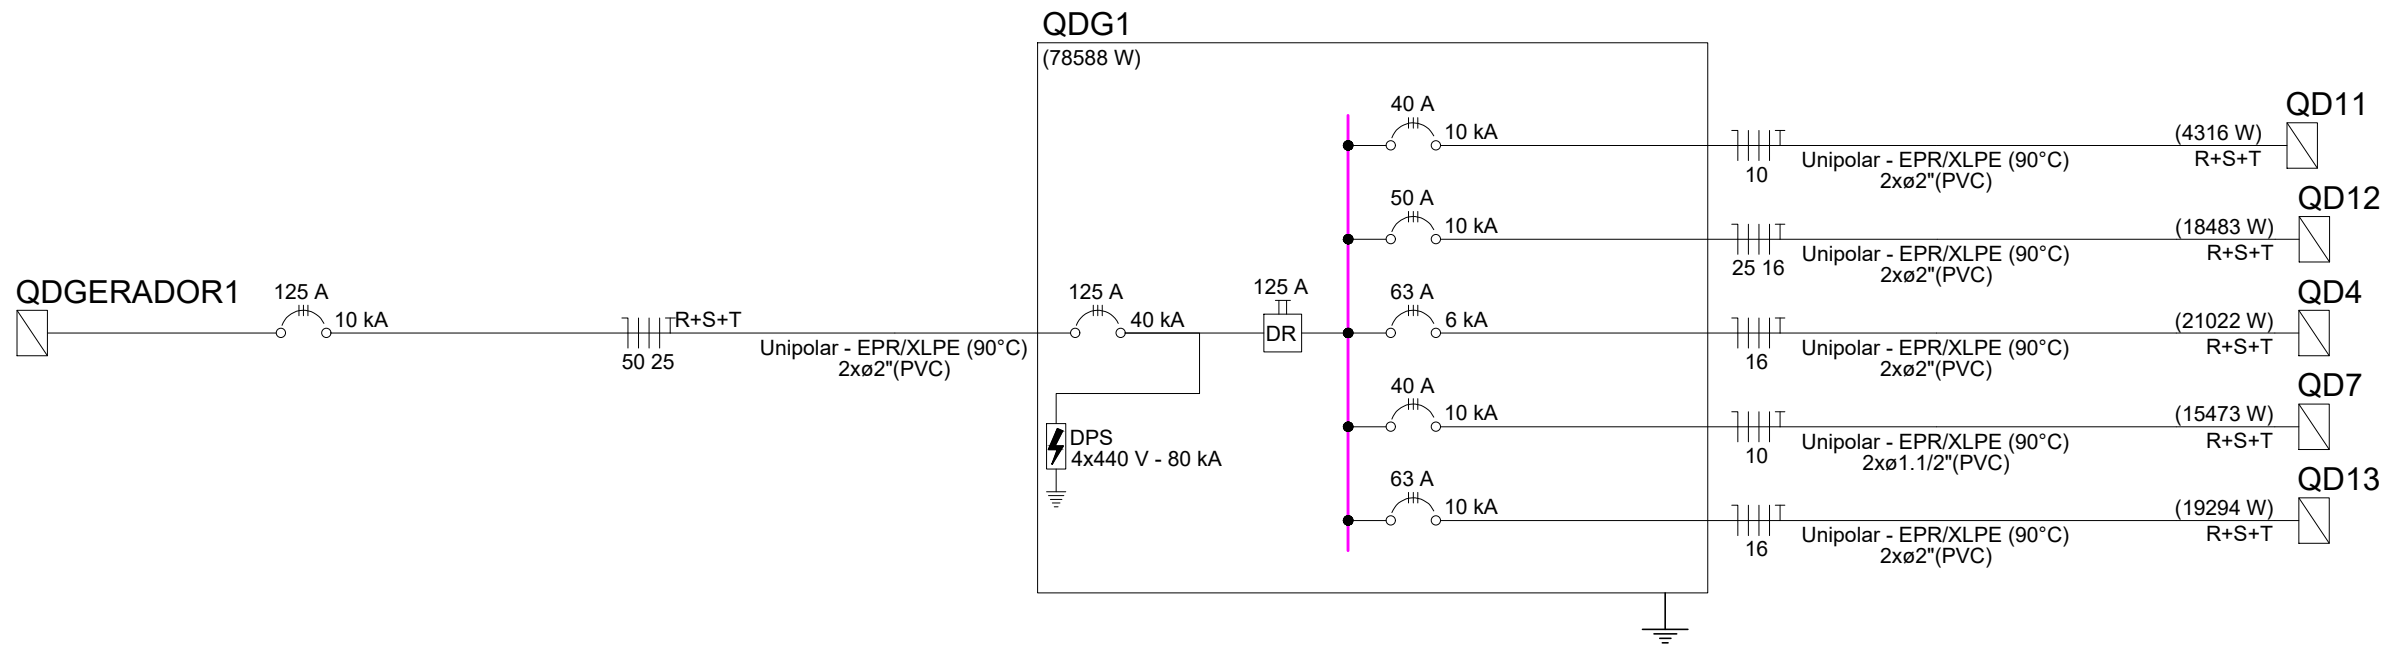 QDG1
(78588 W)
QDGERADOR1
125 A
10 kA
R+S+T
50 25
Unipolar - EPR/XLPE (90°C)
2xø2"(PVC)
125 A
40 kA
DPS
4x440 V - 80 kA
125 A
DR
40 A
10 kA
10
Unipolar - EPR/XLPE (90°C)
2xø2"(PVC)
(4316 W)
R+S+T
QD11
50 A
10 kA
25 16
Unipolar - EPR/XLPE (90°C)
2xø2"(PVC)
(18483 W)
R+S+T
QD12
63 A
6 kA
16
Unipolar - EPR/XLPE (90°C)
2xø2"(PVC)
(21022 W)
R+S+T
QD4
40 A
10 kA
10
Unipolar - EPR/XLPE (90°C)
2xø1.1/2"(PVC)
(15473 W)
R+S+T
QD7
63 A
10 kA
16
Unipolar - EPR/XLPE (90°C)
2xø2"(PVC)
(19294 W)
R+S+T
QD13